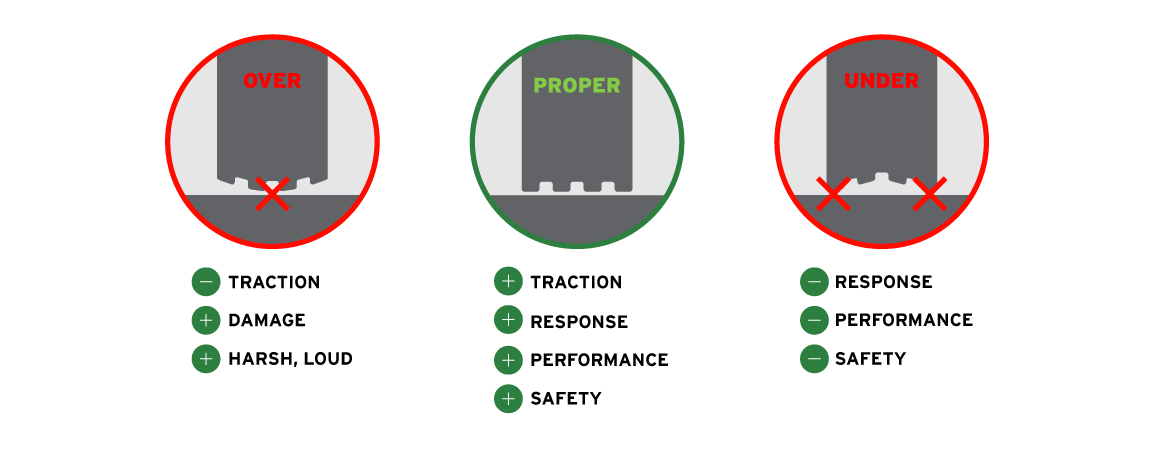 OVER
− TRACTION
+ DAMAGE
+ HARSH, LOUD
PROPER
+ TRACTION
+ RESPONSE
+ PERFORMANCE
+ SAFETY
UNDER
− RESPONSE
− PERFORMANCE
− SAFETY